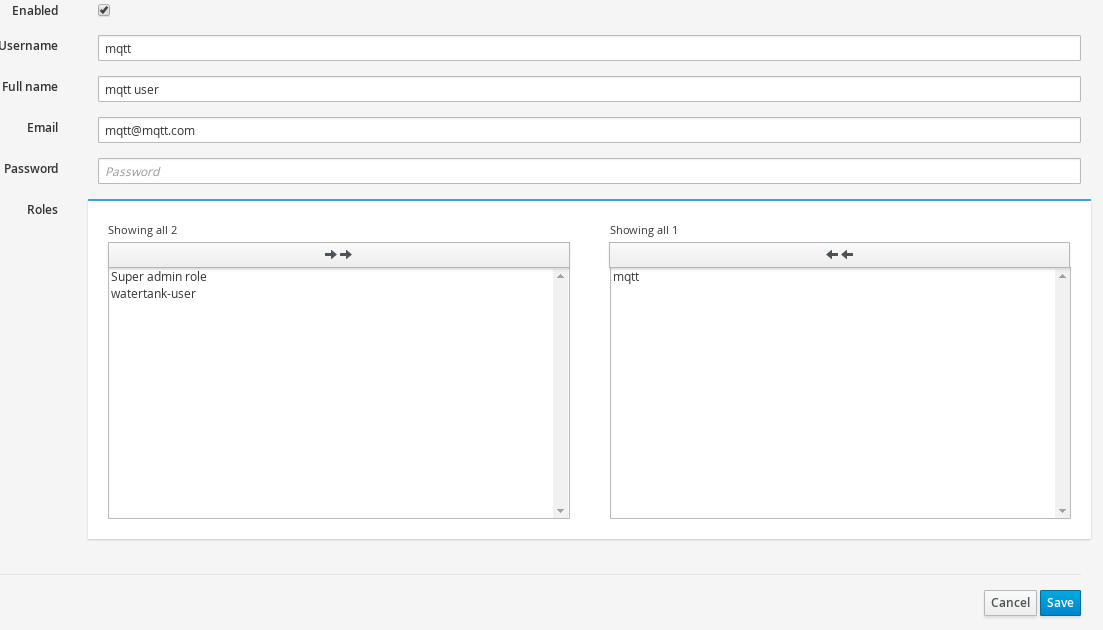 Enabled
Username mqtt
Full name mqtt user
Email mqtt@mqtt.com
Password Password
Roles
Showing all 2 Showing all 1
Super admin role mqtt
watertank-user
Cancel Save